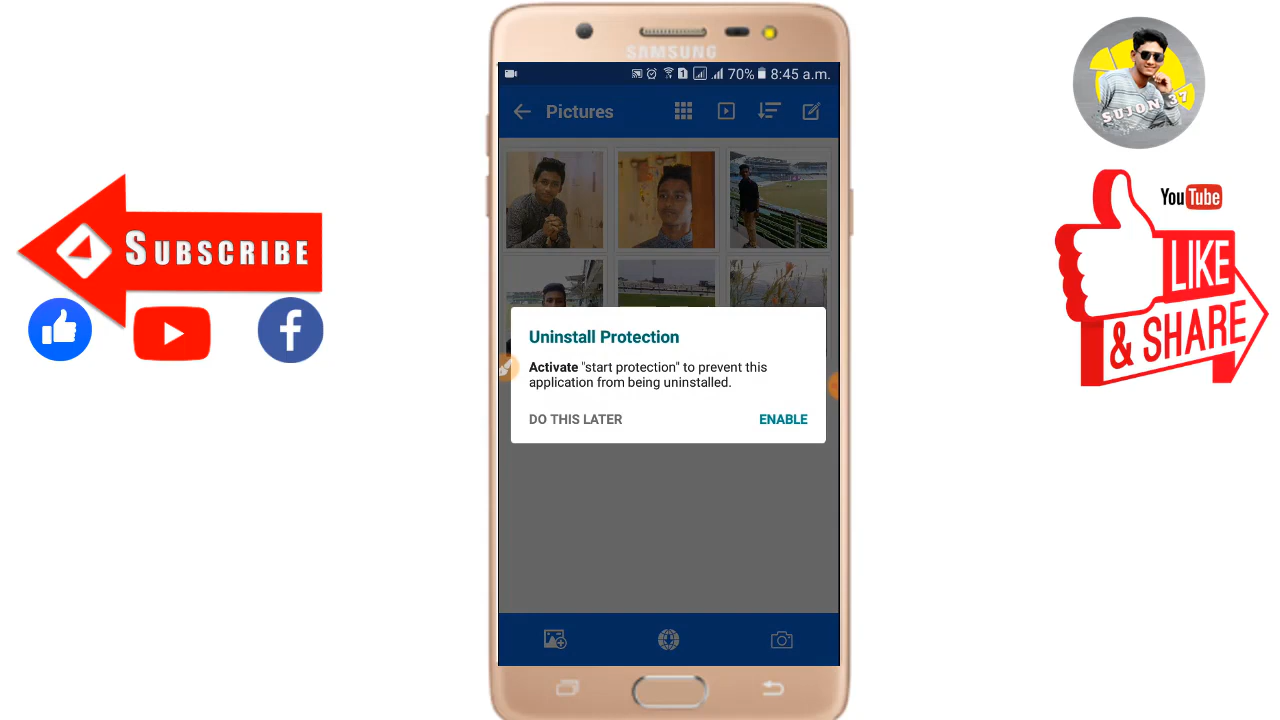 SAMSUNG
70% 8:45 a.m.
Pictures
Uninstall Protection
Activate "start protection" to prevent this
application from being uninstalled.
DO THIS LATER
ENABLE
SUBSCRIBE
SUJON 37
YouTube
LIKE
& SHARE